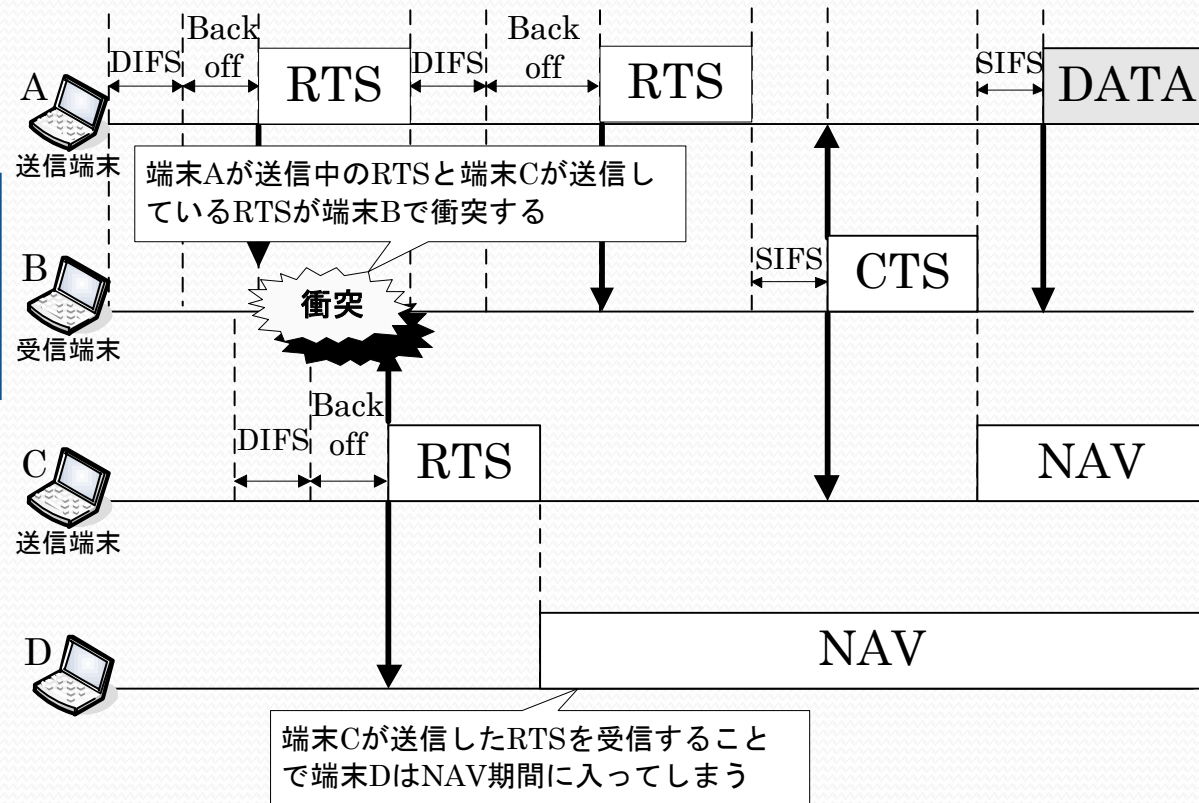 DIFS
Back
off
RTS
DIFS
Back
off
RTS
SIFS
DATA
A
送信端末
端末Aが送信中のRTSと端末Cが送信し
ているRTSが端末Bで衝突する
B
受信端末
衝突
SIFS
CTS
C
送信端末
DIFS
Back
off
RTS
NAV
D
NAV
端末Cが送信したRTSを受信すること
で端末DはNAV期間に入ってしまう